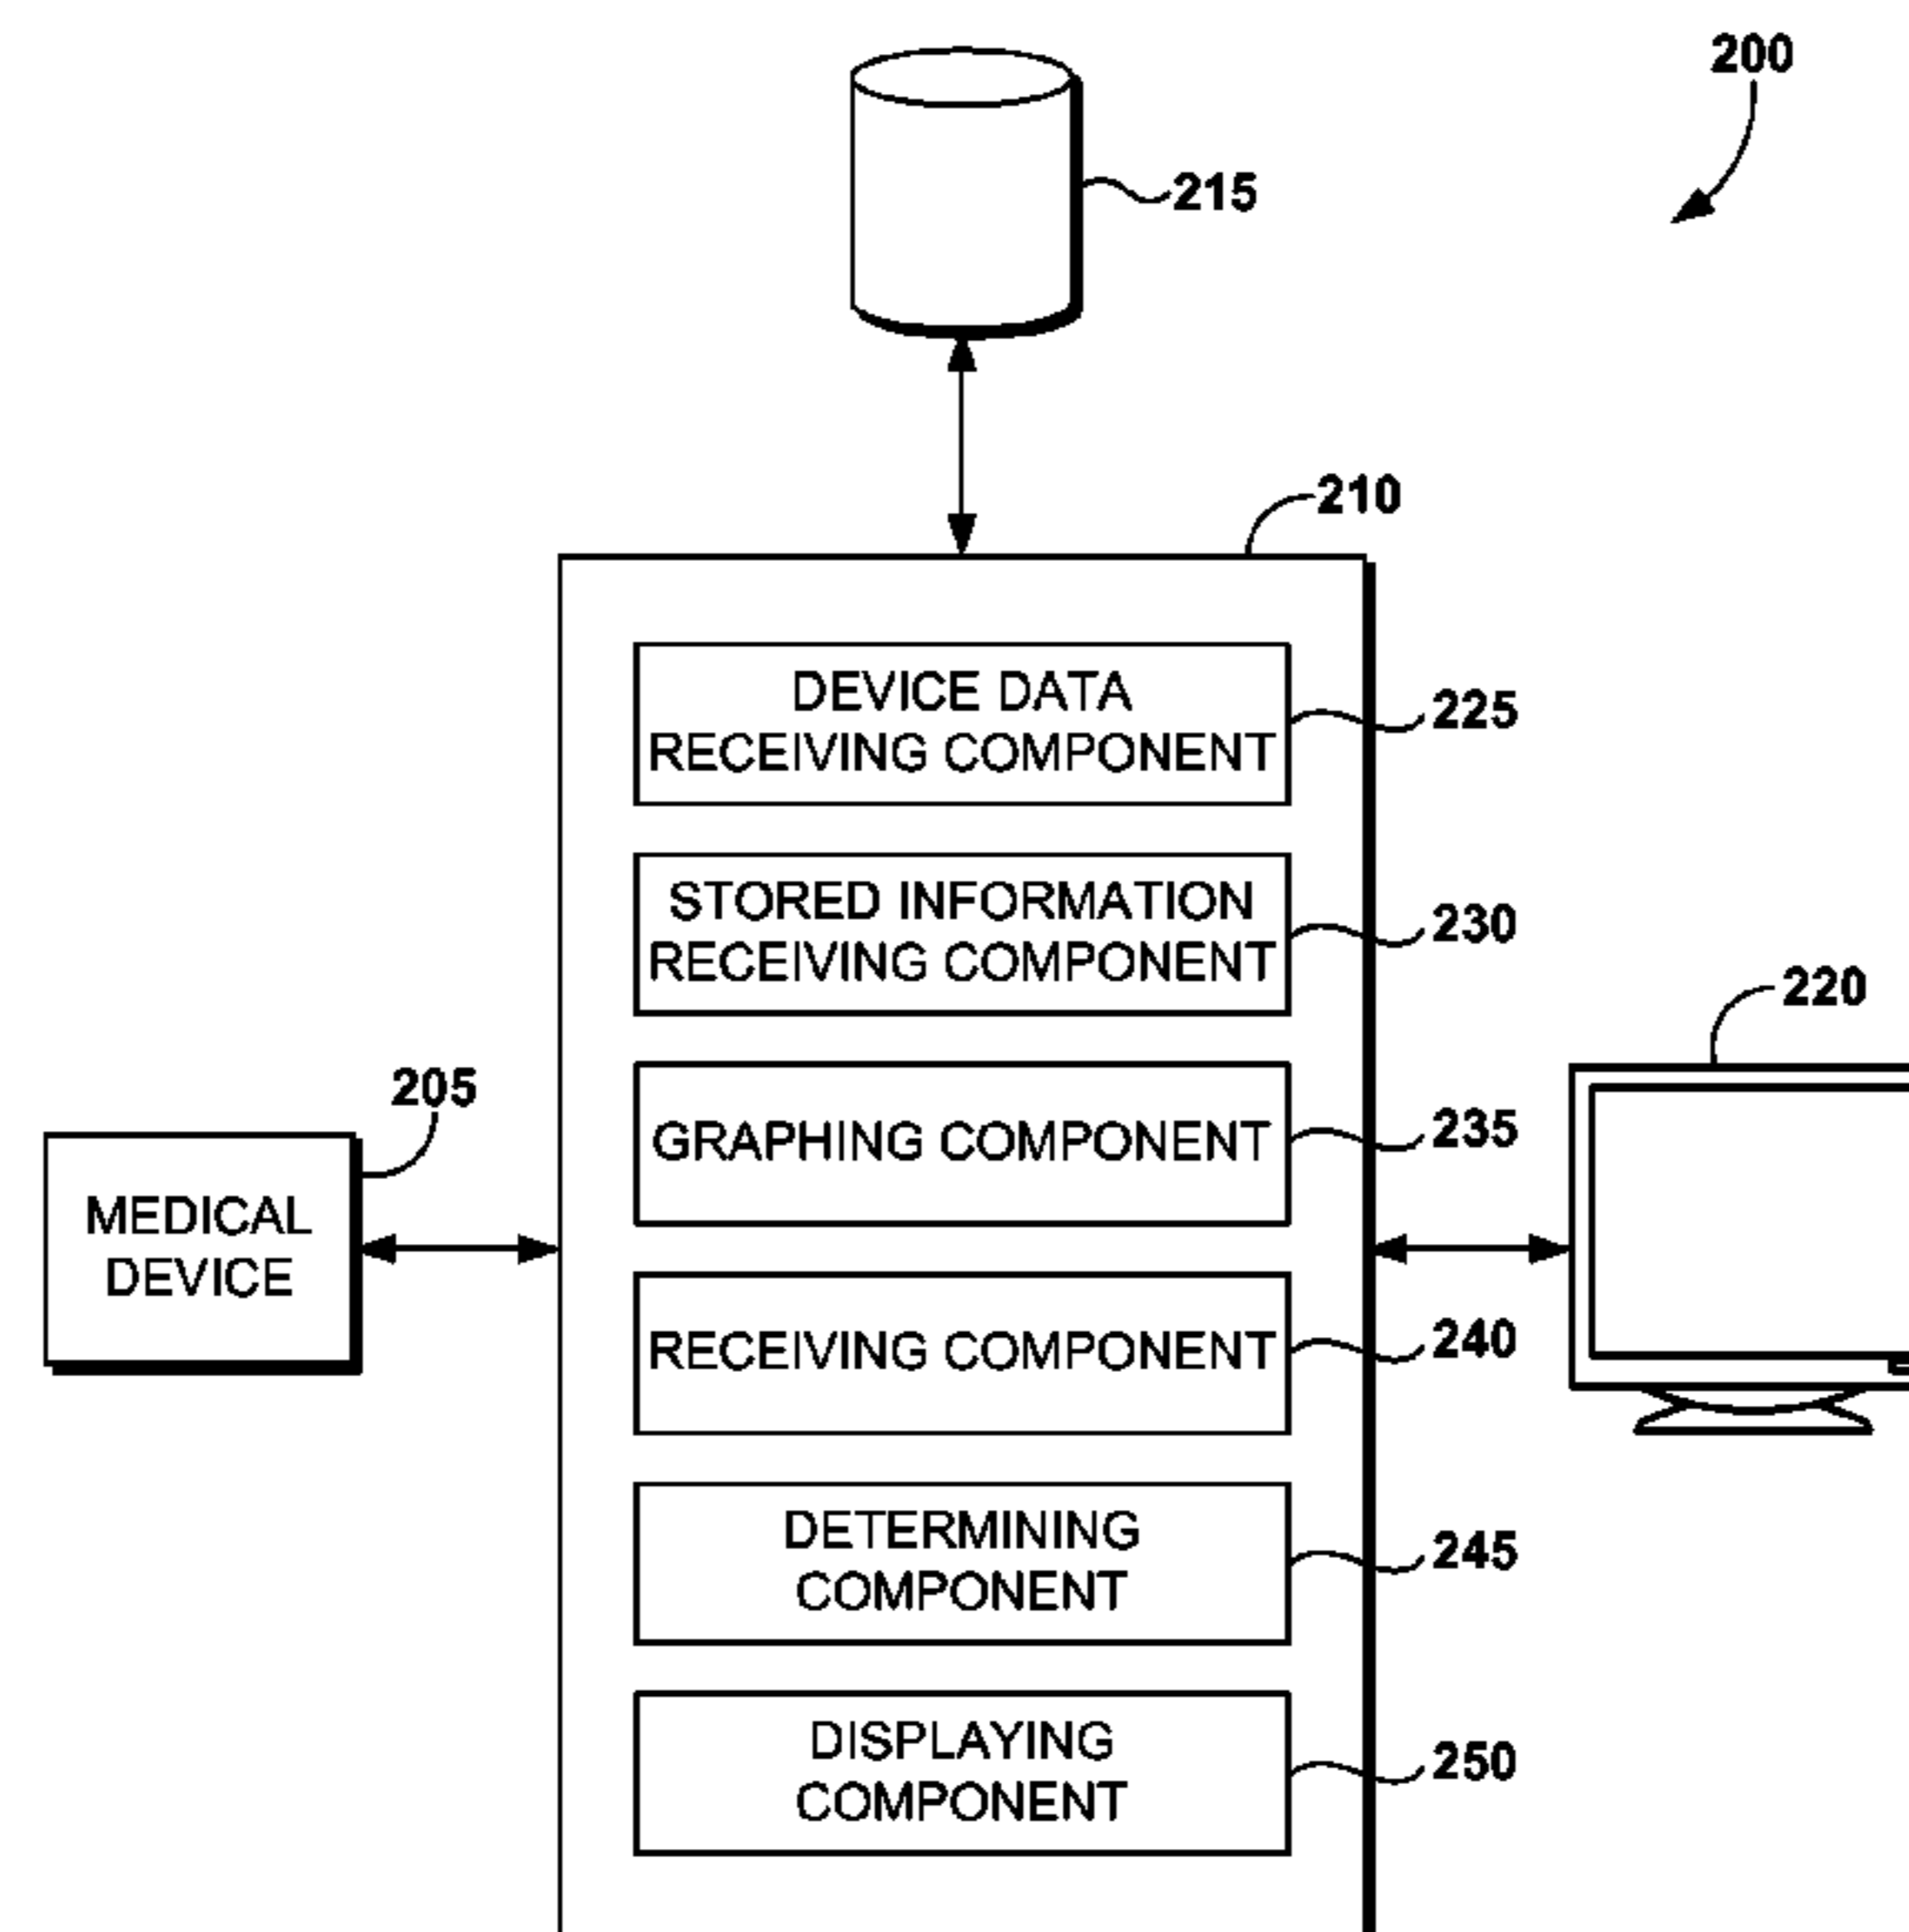 200
215
210
DEVICE DATA
RECEIVING COMPONENT
225
STORED INFORMATION
RECEIVING COMPONENT
230
220
205
GRAPHING COMPONENT
235
MEDICAL
DEVICE
RECEIVING COMPONENT
240
DETERMINING
COMPONENT
245
DISPLAYING
COMPONENT
250